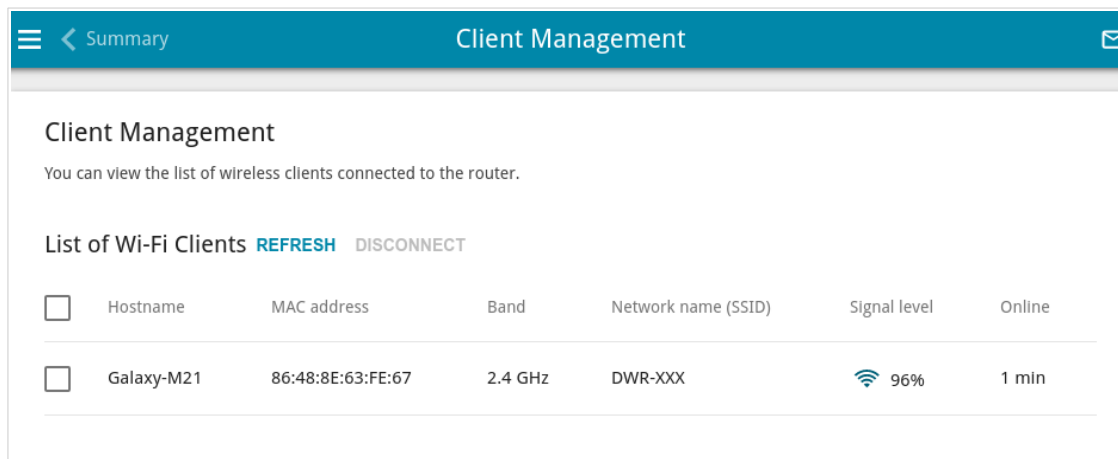 Summary Client Management
Client Management
You can view the list of wireless clients connected to the router.
List of Wi-Fi Clients REFRESH DISCONNECT
Hostname MAC address Band Network name (SSID) Signal level Online
Galaxy-M21 86:48:8E:63:FE:67 2.4 GHz DWR-XXX 96% 1 min